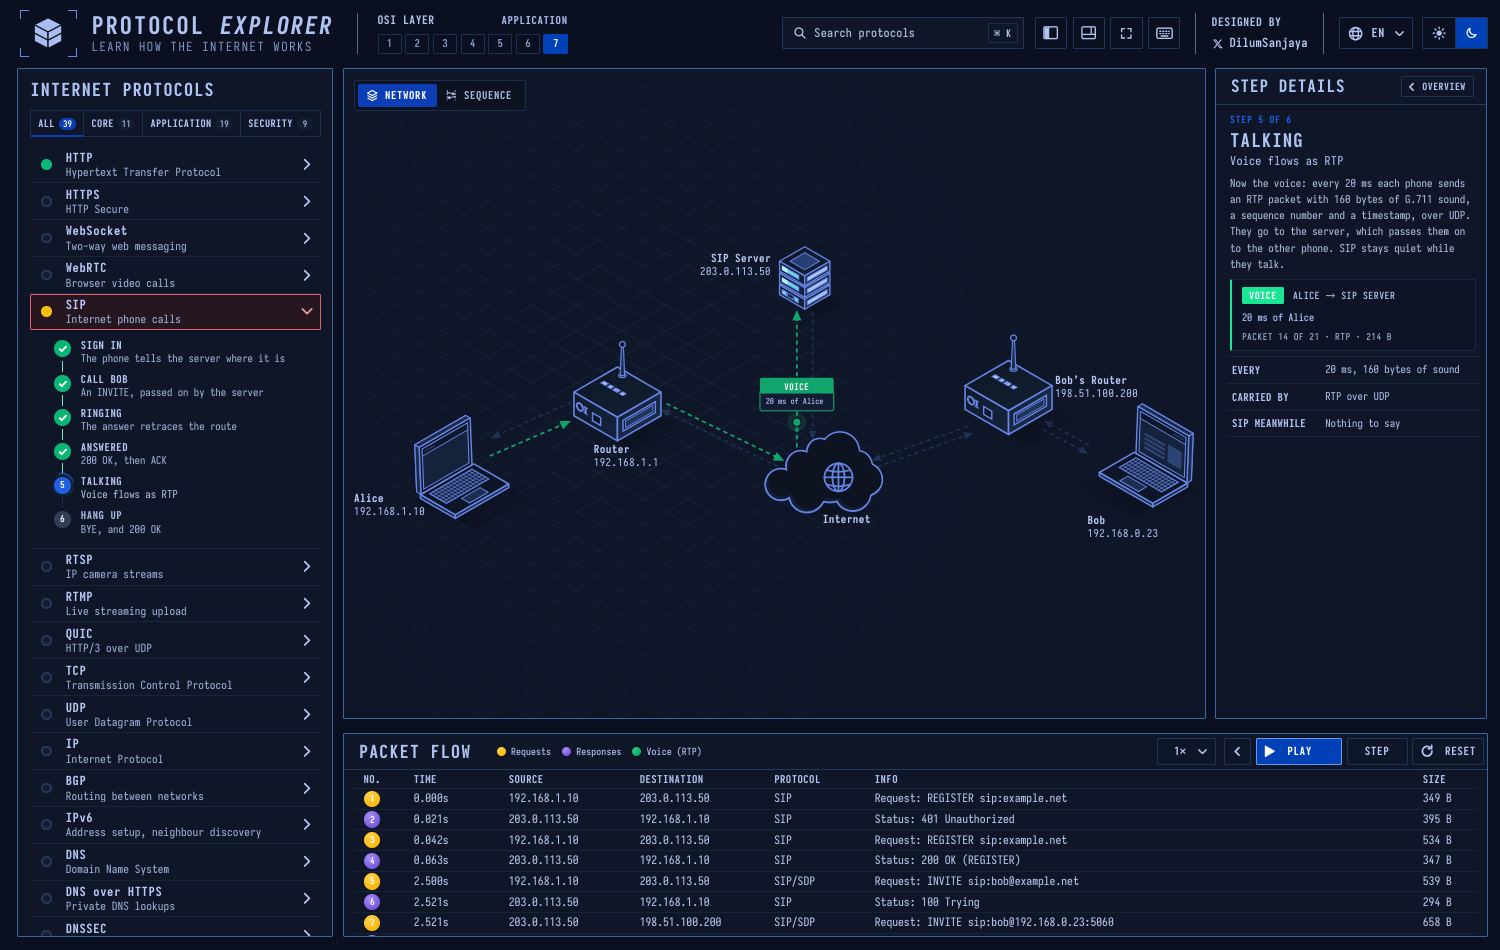 PROTOCOL EXPLORER
LEARN HOW THE INTERNET WORKS
OSI LAYER APPLICATION
1 2 3 4 5 6 7
Search protocols ⌘ K
DESIGNED BY
DilumSanjaya
EN
INTERNET PROTOCOLS
ALL 39 CORE 11 APPLICATION 19 SECURITY 9
HTTP
Hypertext Transfer Protocol
HTTPS
HTTP Secure
WebSocket
Two-way web messaging
WebRTC
Browser video calls
SIP
Internet phone calls
SIGN IN
The phone tells the server where it is
CALL BOB
An INVITE, passed on by the server
RINGING
The answer retraces the route
ANSWERED
200 OK, then ACK
5 TALKING
Voice flows as RTP
6 HANG UP
BYE, and 200 OK
RTSP
IP camera streams
RTMP
Live streaming upload
QUIC
HTTP/3 over UDP
TCP
Transmission Control Protocol
UDP
User Datagram Protocol
IP
Internet Protocol
BGP
Routing between networks
IPv6
Address setup, neighbour discovery
DNS
Domain Name System
DNS over HTTPS
Private DNS lookups
DNSSEC
NETWORK SEQUENCE
SIP Server
203.0.113.50
VOICE
20 ms of Alice
Bob's Router
198.51.100.200
Router
192.168.1.1
Alice
192.168.1.10
Internet
Bob
192.168.0.23
STEP DETAILS OVERVIEW
STEP 5 OF 6
TALKING
Voice flows as RTP
Now the voice: every 20 ms each phone sends
an RTP packet with 160 bytes of G.711 sound,
a sequence number and a timestamp, over UDP.
They go to the server, which passes them on
to the other phone. SIP stays quiet while
they talk.
VOICE ALICE → SIP SERVER
20 ms of Alice
PACKET 14 OF 21 · RTP · 214 B
EVERY 20 ms, 160 bytes of sound
CARRIED BY RTP over UDP
SIP MEANWHILE Nothing to say
PACKET FLOW Requests Responses Voice (RTP) 1× PLAY STEP RESET
NO. TIME SOURCE DESTINATION PROTOCOL INFO SIZE
1 0.000s 192.168.1.10 203.0.113.50 SIP Request: REGISTER sip:example.net 349 B
2 0.021s 203.0.113.50 192.168.1.10 SIP Status: 401 Unauthorized 395 B
3 0.042s 192.168.1.10 203.0.113.50 SIP Request: REGISTER sip:example.net 534 B
4 0.063s 203.0.113.50 192.168.1.10 SIP Status: 200 OK (REGISTER) 347 B
5 2.500s 192.168.1.10 203.0.113.50 SIP/SDP Request: INVITE sip:bob@example.net 539 B
6 2.521s 203.0.113.50 192.168.1.10 SIP Status: 100 Trying 294 B
7 2.521s 203.0.113.50 198.51.100.200 SIP/SDP Request: INVITE sip:bob@192.168.0.23:5060 658 B